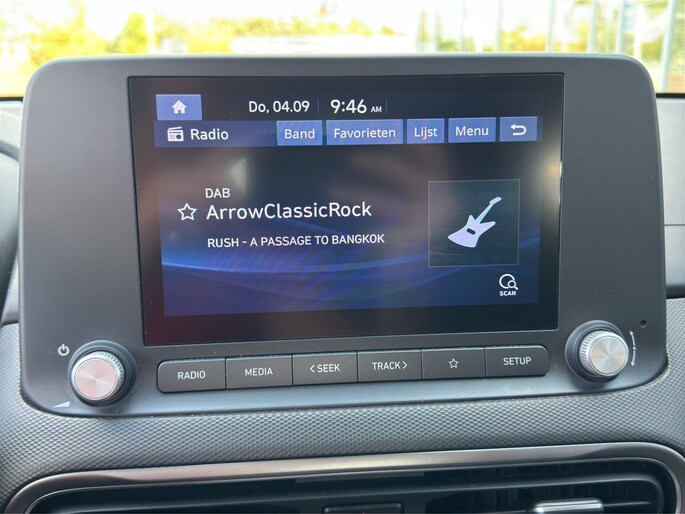 Do, 04.09 9:46 AM
Radio Band Favorieten Lijst Menu
DAB
ArrowClassicRock
RUSH - A PASSAGE TO BANGKOK
SCAN
RADIO MEDIA < SEEK TRACK > SETUP